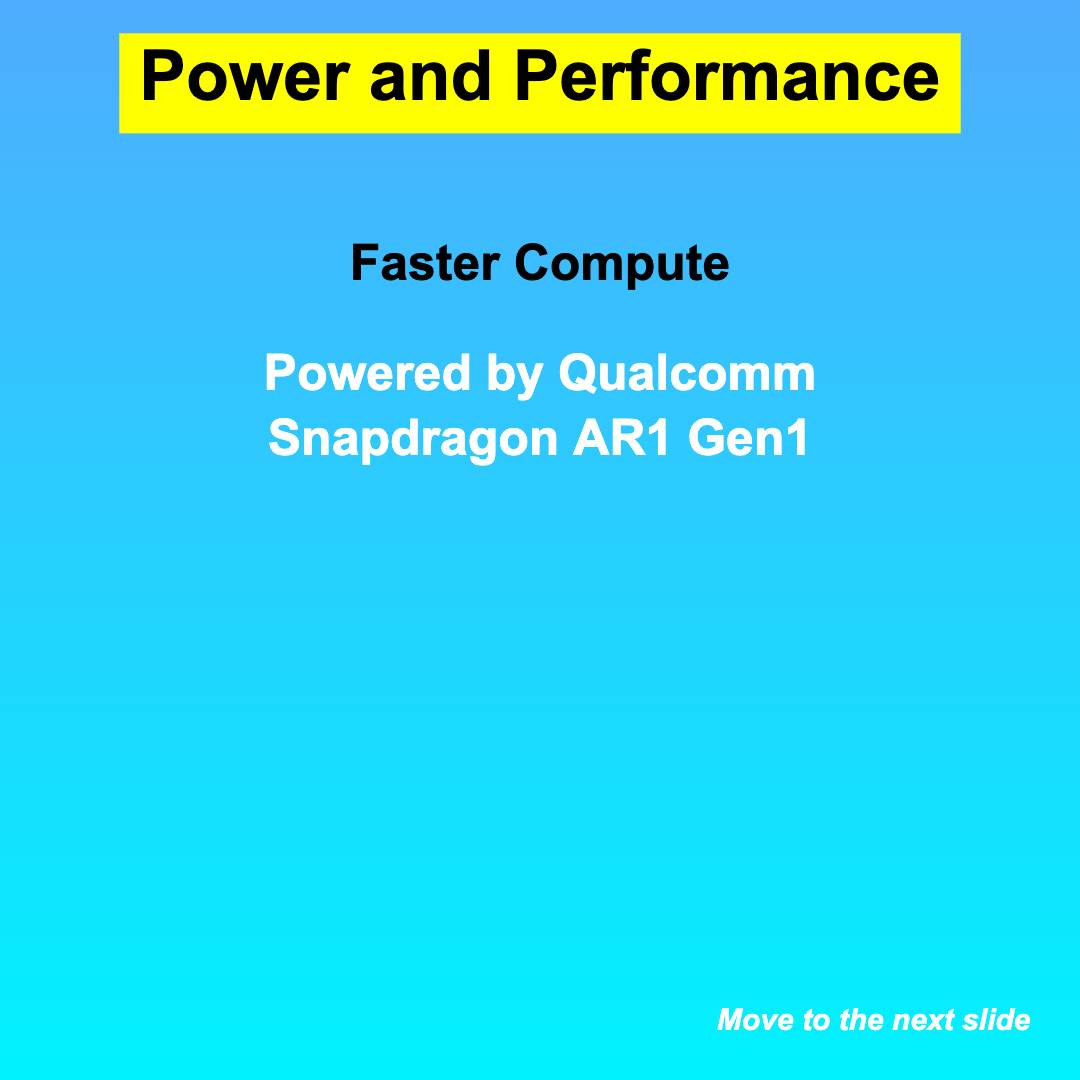 Power and Performance
Faster Compute
Powered by Qualcomm
Snapdragon AR1 Gen1
Move to the next slide